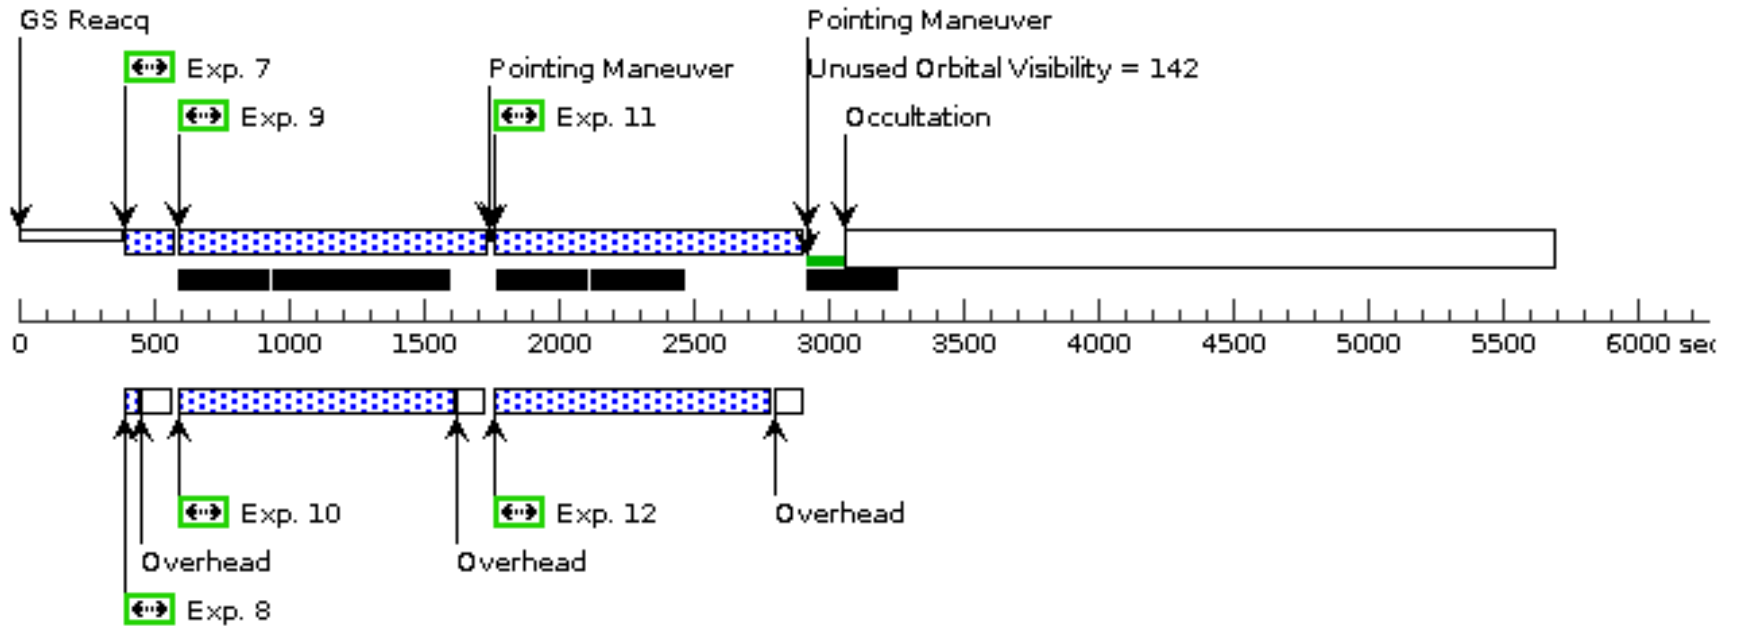 GS Reacq
Pointing Maneuver
Exp. 7
Pointing Maneuver
Unused Orbital Visibility = 142
Exp. 9
Exp. 11
Occultation
0 500 1000 1500 2000 2500 3000 3500 4000 4500 5000 5500 6000 sec
Exp. 10
Exp. 12
Overhead
Overhead
Overhead
Exp. 8